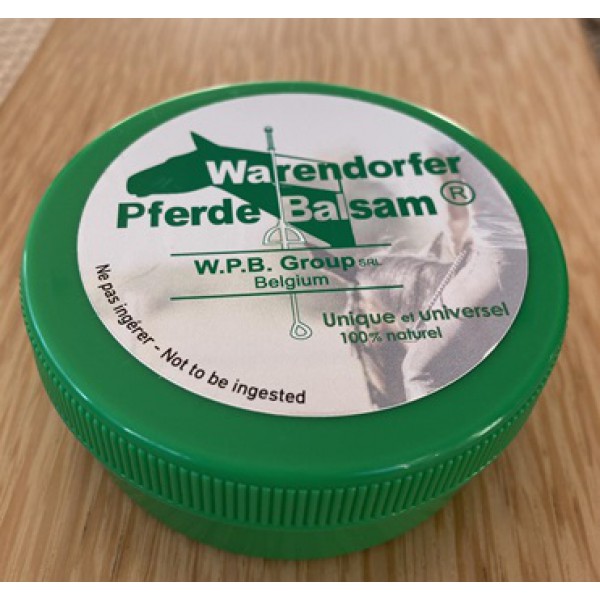 Warendorfer
Pferde Balsam ®
W.P.B. Group SRL
Belgium
Unique et universel
100% naturel
Ne pas ingérer - Not to be ingested